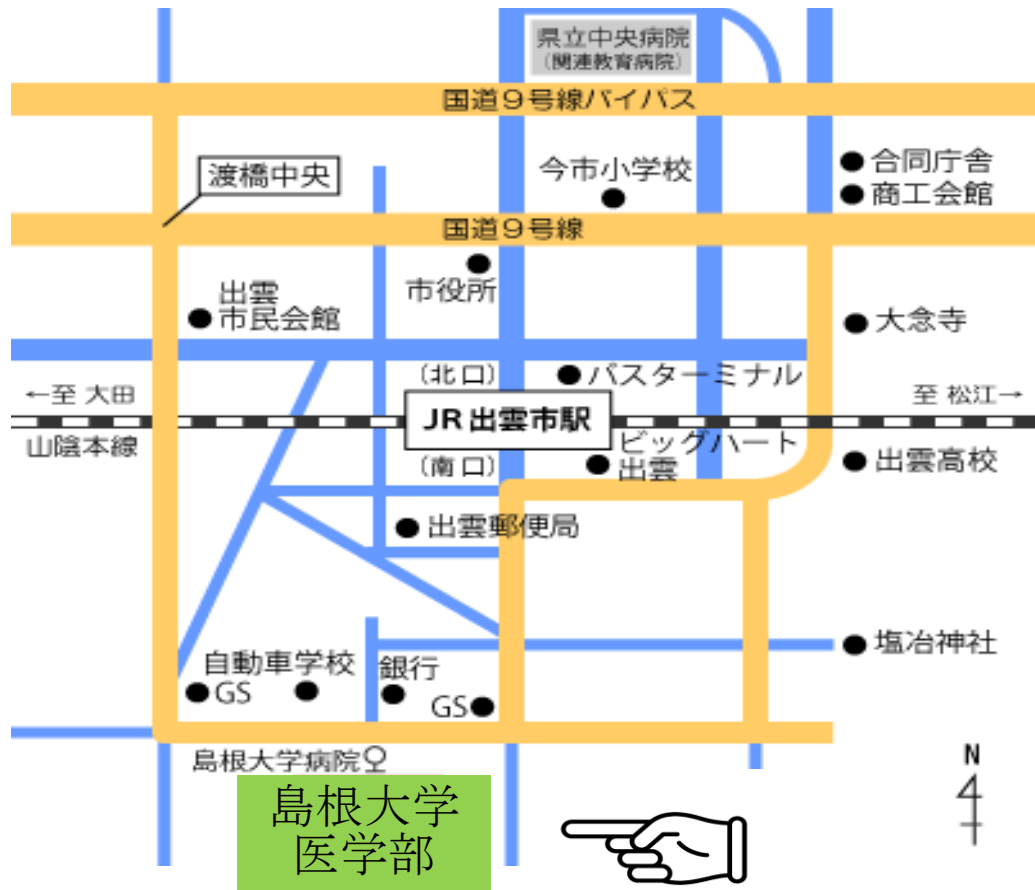 県立中央病院
（関連教育病院）
国道９号線バイパス
渡橋中央
今市小学校
合同庁舎
商工会館
国道９号線
市役所
出雲
市民会館
大念寺
（北口）
バスターミナル
←至 大田
至 松江→
JR出雲市駅
山陰本線
（南口）
ビッグハート
出雲
出雲高校
出雲郵便局
塩冶神社
自動車学校
銀行
GS
GS
島根大学病院
N
島根大学
医学部